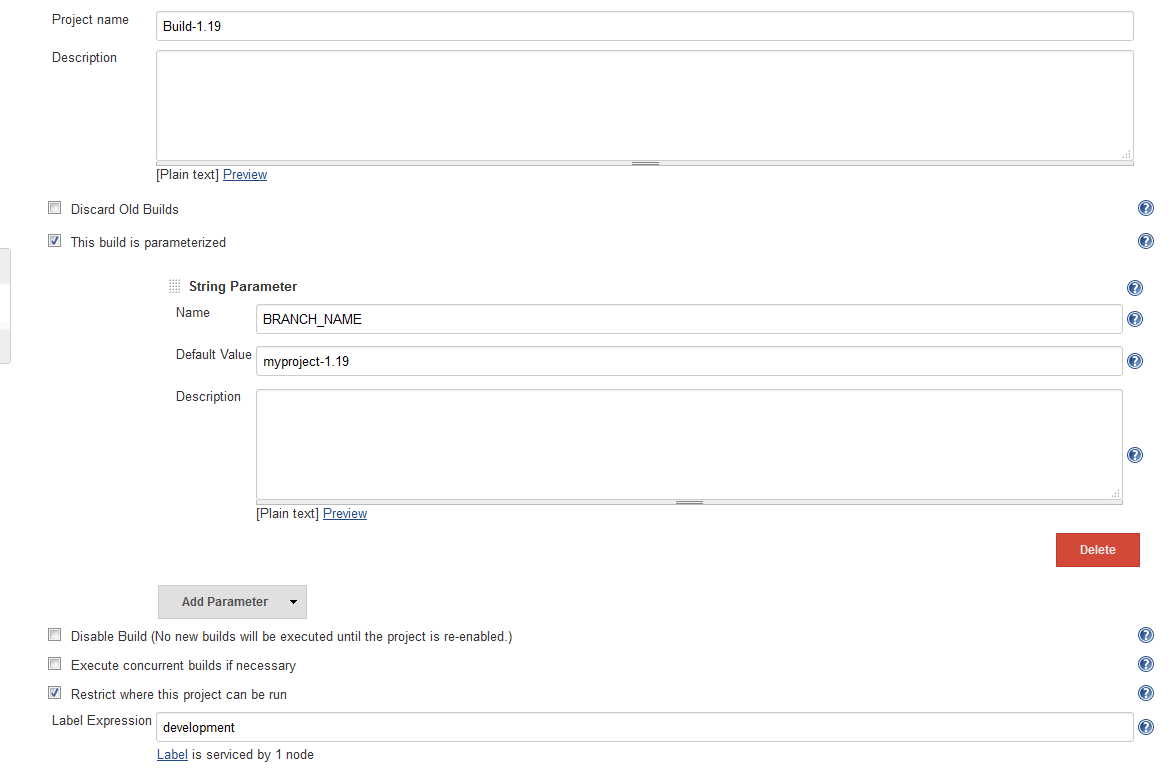 Project name
Build-1.19
Description
[Plain text] Preview
Discard Old Builds
This build is parameterized
String Parameter
Name
BRANCH_NAME
Default Value
myproject-1.19
Description
[Plain text] Preview
Delete
Add Parameter
Disable Build (No new builds will be executed until the project is re-enabled.)
Execute concurrent builds if necessary
Restrict where this project can be run
Label Expression
development
Label is serviced by 1 node